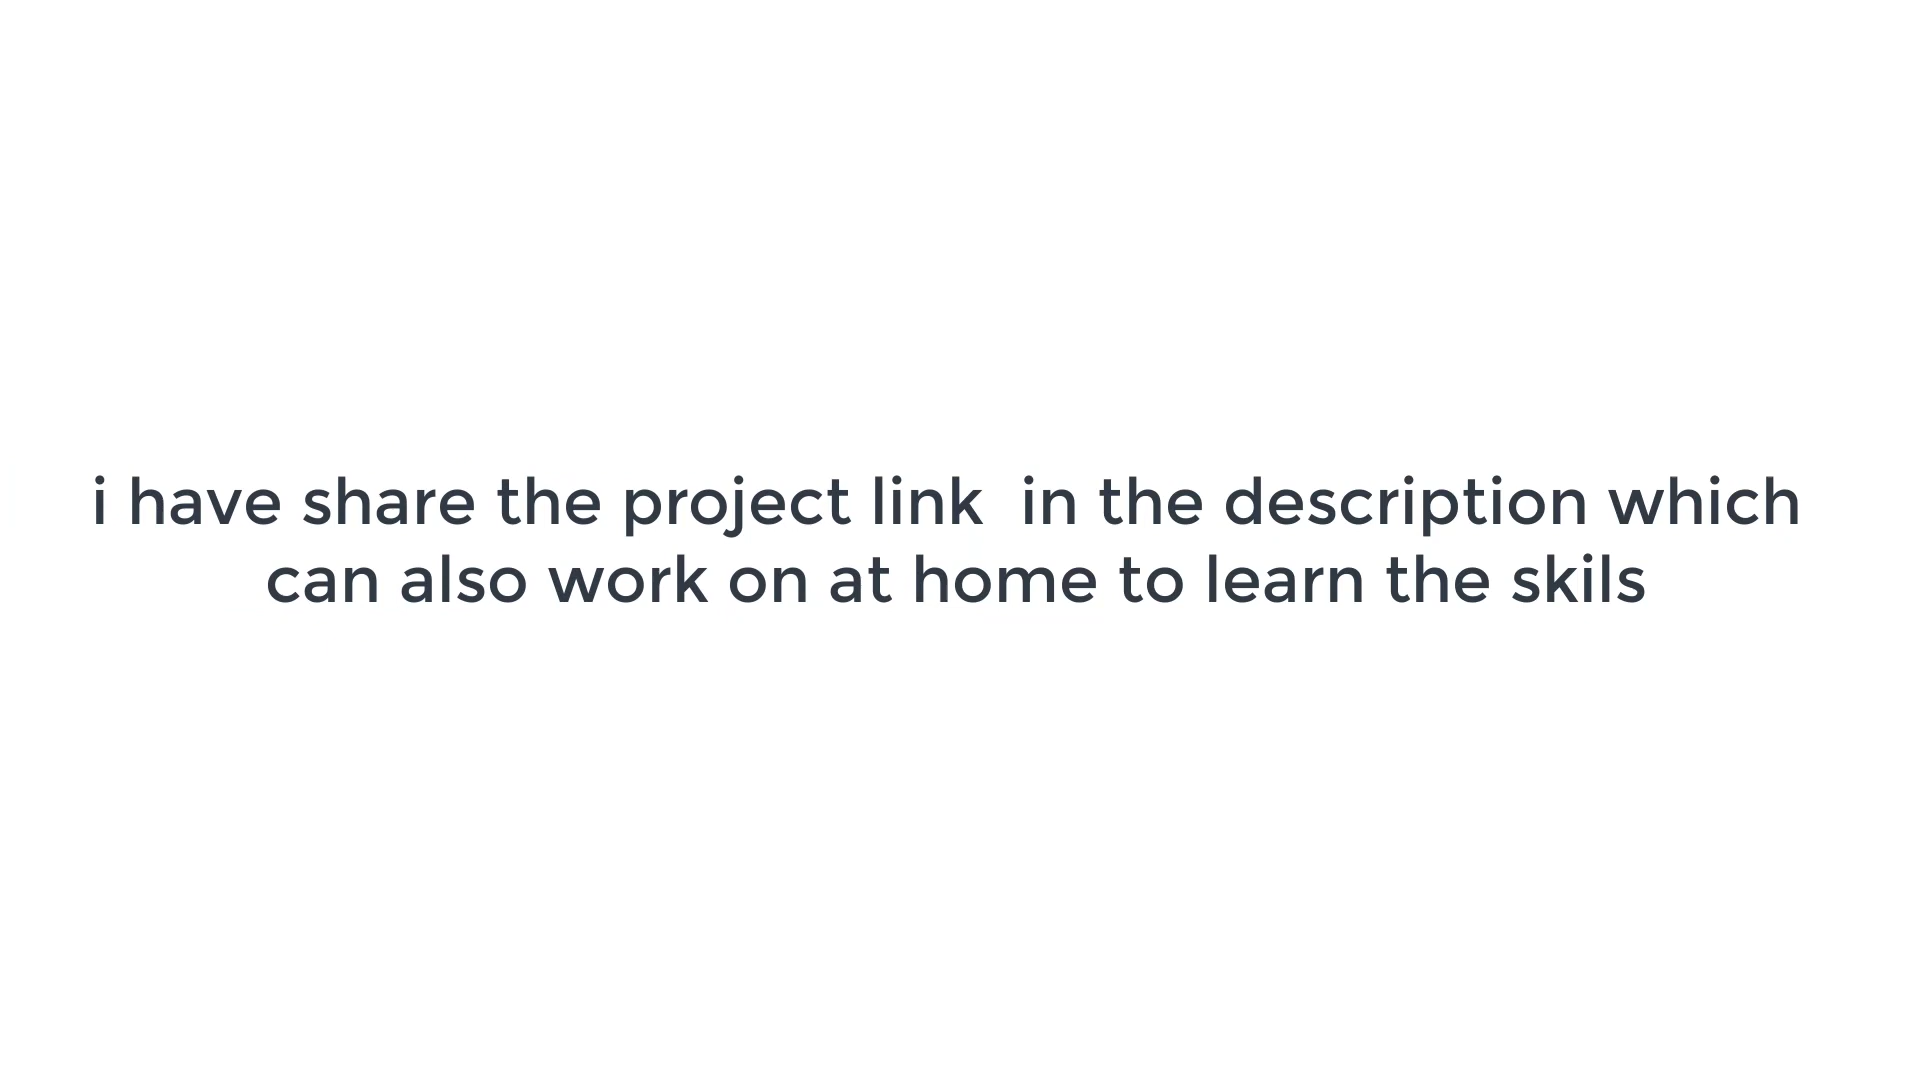 i have share the project link  in the description which
can also work on at home to learn the skils